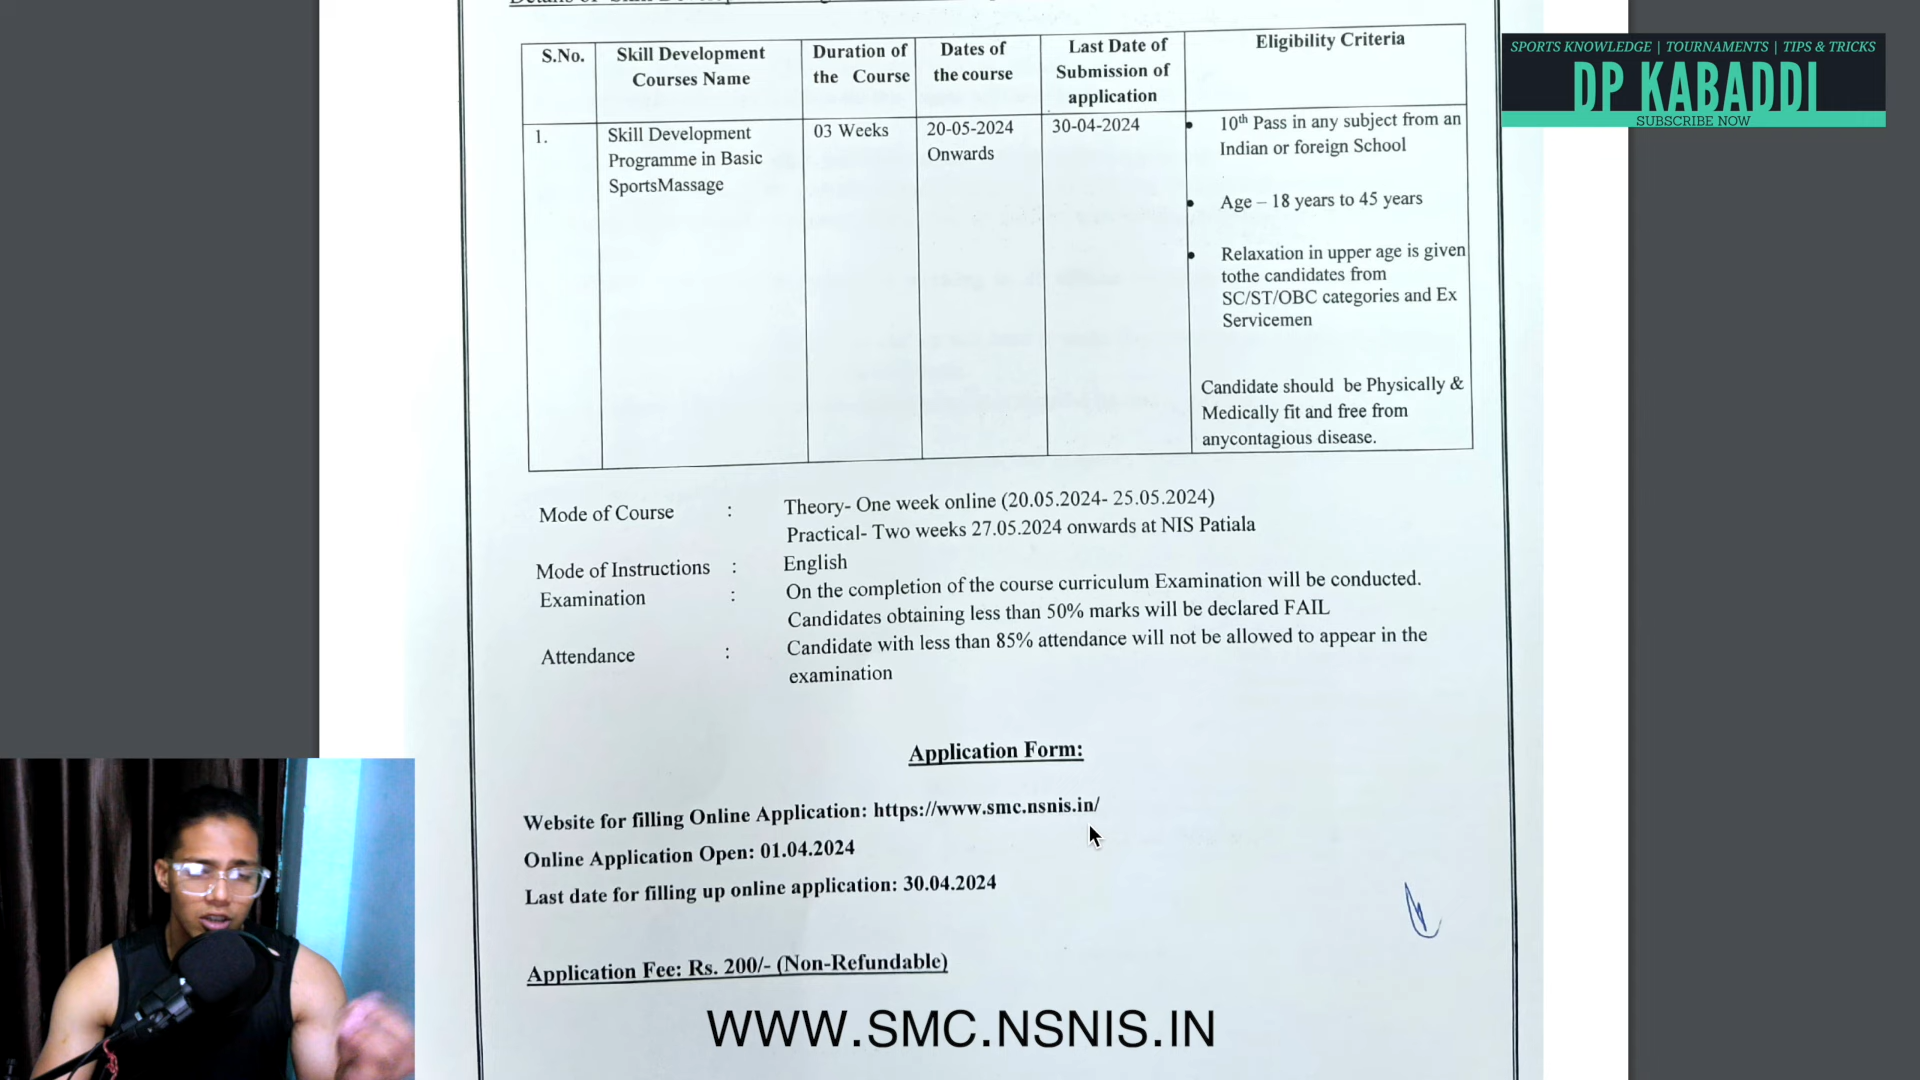 SPORTS KNOWLEDGE | TOURNAMENTS | TIPS & TRICKS
DP KABADDI
SUBSCRIBE NOW
S.No.
Skill Development
Courses Name
Duration of
the Course
Dates of
the course
Last Date of
Submission of
application
Eligibility Criteria
1.
Skill Development
Programme in Basic
SportsMassage
03 Weeks
20-05-2024
Onwards
30-04-2024
• 10th Pass in any subject from an
Indian or foreign School
• Age – 18 years to 45 years
• Relaxation in upper age is given
tothe candidates from
SC/ST/OBC categories and Ex
Servicemen
Candidate should be Physically &
Medically fit and free from
anycontagious disease.
Mode of Course : Theory- One week online (20.05.2024- 25.05.2024)
Practical- Two weeks 27.05.2024 onwards at NIS Patiala
Mode of Instructions : English
Examination : On the completion of the course curriculum Examination will be conducted.
Candidates obtaining less than 50% marks will be declared FAIL
Attendance : Candidate with less than 85% attendance will not be allowed to appear in the
examination
Application Form:
Website for filling Online Application: https://www.smc.nsnis.in/
Online Application Open: 01.04.2024
Last date for filling up online application: 30.04.2024
Application Fee: Rs. 200/- (Non-Refundable)
WWW.SMC.NSNIS.IN